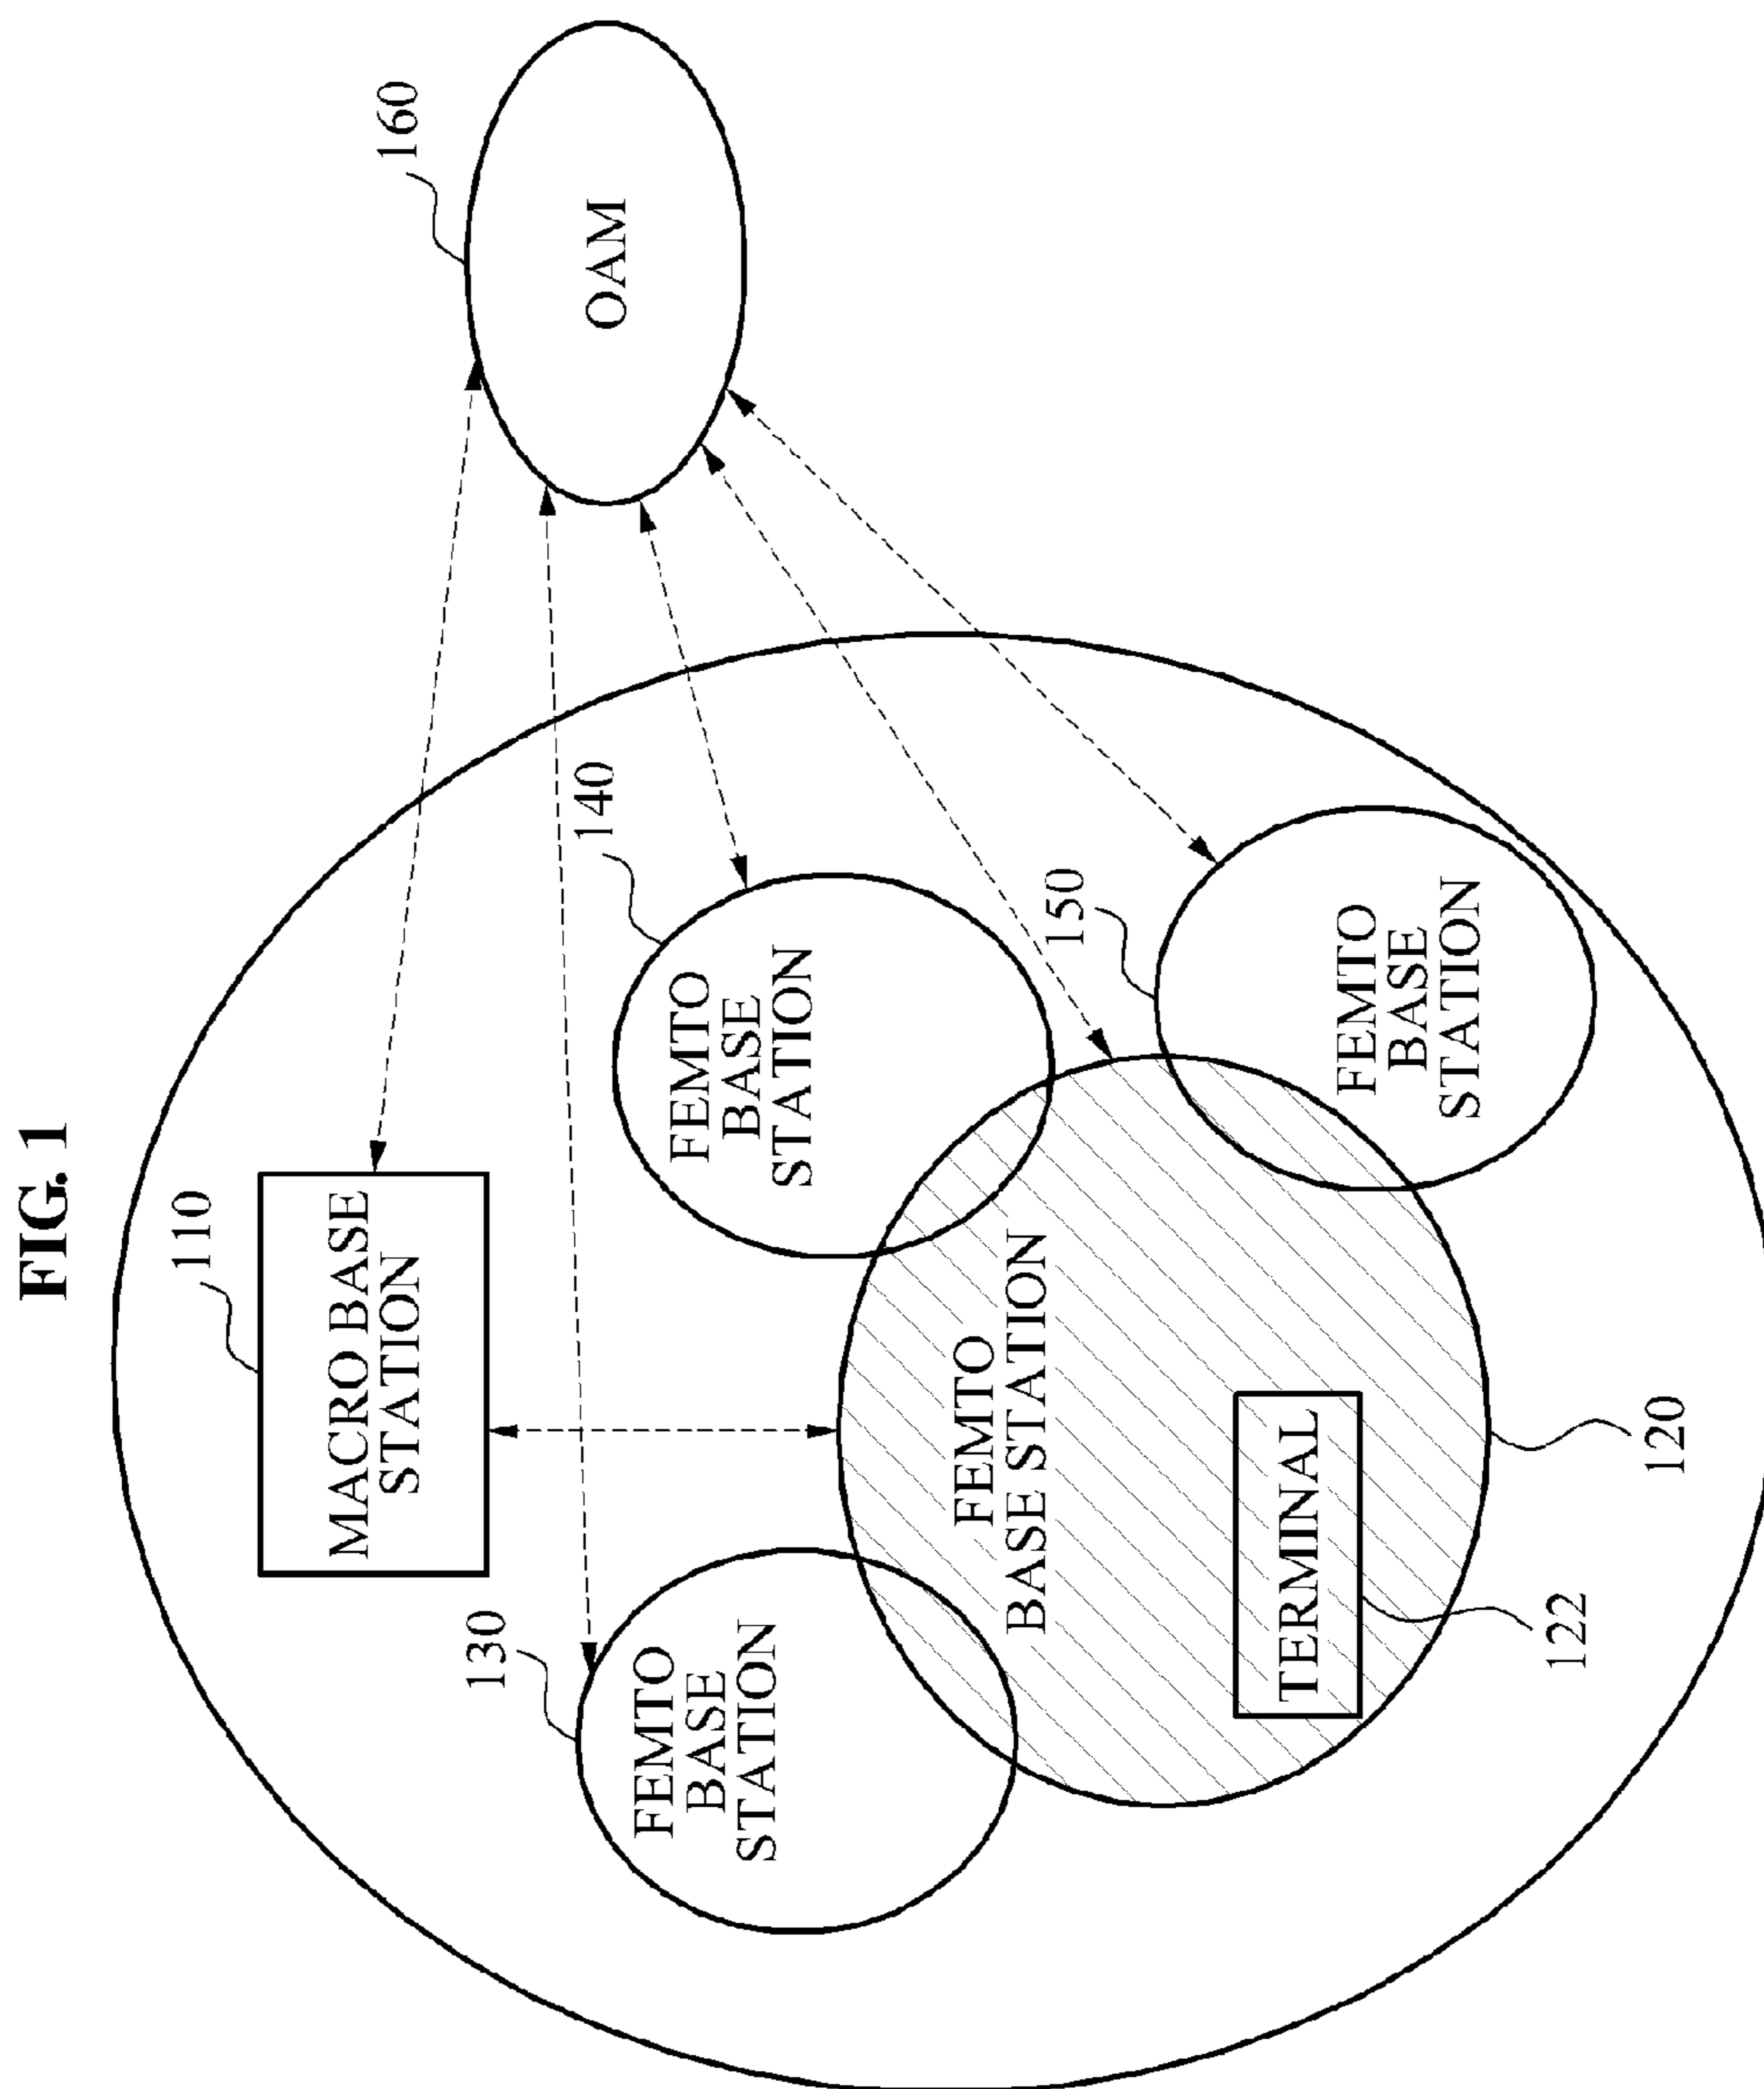 FIG. 1
110
MACRO BASE
STATION
160
OAM
130
FEMTO
BASE
STATION
140
FEMTO
BASE
STATION
FEMTO
BASE STATION
150
FEMTO
BASE
STATION
TERMINAL
122
120